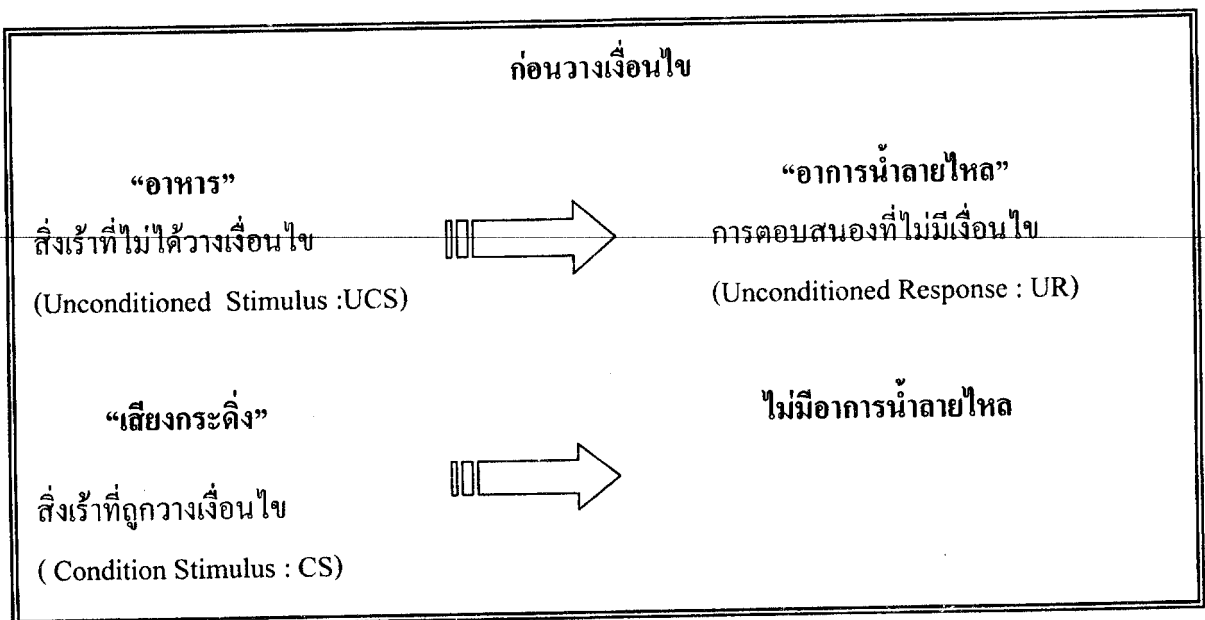 ก่อนวางเงื่อนไข
“อาหาร”
“อาการน้ำลายไหล”
สิ่งเร้าที่ไม่ได้วางเงื่อนไข
การตอบสนองที่ไม่มีเงื่อนไข
(Unconditioned Stimulus :UCS)
(Unconditioned Response : UR)
“เสียงกระดิ่ง”
ไม่มีอาการน้ำลายไหล
สิ่งเร้าที่ถูกวางเงื่อนไข
( Condition Stimulus : CS)